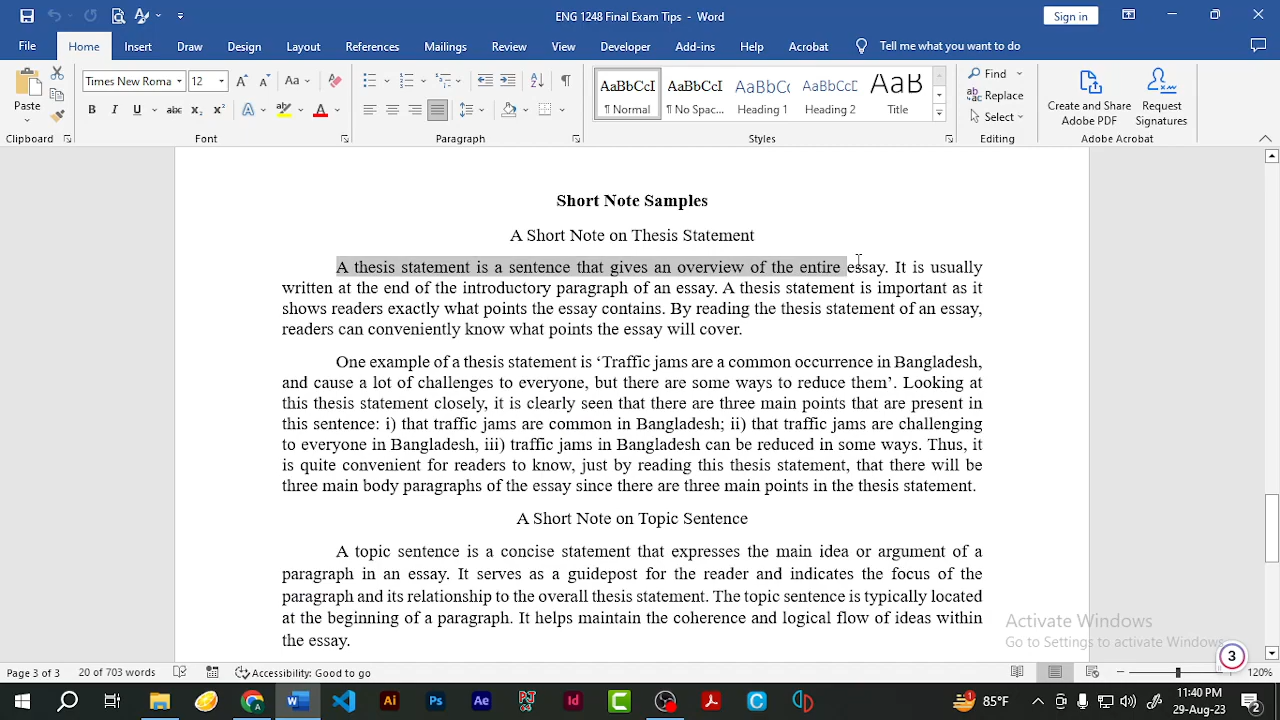 ENG 1248 Final Exam Tips - Word
Sign in
File Home Insert Draw Design Layout References Mailings Review View Developer Add-ins Help Acrobat Tell me what you want to do
Paste
Times New Roma 12
Aa
B I U abc x₂ x² A A
AaBbCcI AaBbCcI AaBbCc AaBbCcD AaB
¶ Normal ¶ No Spac... Heading 1 Heading 2 Title
Find
Replace
Select
Create and Share Adobe PDF
Request Signatures
Clipboard Font Paragraph Styles Editing Adobe Acrobat
Short Note Samples
A Short Note on Thesis Statement
A thesis statement is a sentence that gives an overview of the entire essay. It is usually
written at the end of the introductory paragraph of an essay. A thesis statement is important as it
shows readers exactly what points the essay contains. By reading the thesis statement of an essay,
readers can conveniently know what points the essay will cover.
One example of a thesis statement is ‘Traffic jams are a common occurrence in Bangladesh,
and cause a lot of challenges to everyone, but there are some ways to reduce them’. Looking at
this thesis statement closely, it is clearly seen that there are three main points that are present in
this sentence: i) that traffic jams are common in Bangladesh; ii) that traffic jams are challenging
to everyone in Bangladesh, iii) traffic jams in Bangladesh can be reduced in some ways. Thus, it
is quite convenient for readers to know, just by reading this thesis statement, that there will be
three main body paragraphs of the essay since there are three main points in the thesis statement.
A Short Note on Topic Sentence
A topic sentence is a concise statement that expresses the main idea or argument of a
paragraph in an essay. It serves as a guidepost for the reader and indicates the focus of the
paragraph and its relationship to the overall thesis statement. The topic sentence is typically located
at the beginning of a paragraph. It helps maintain the coherence and logical flow of ideas within
the essay.
Activate Windows
Go to Settings to activate Windows.
3
Page 3 of 3 20 of 703 words Accessibility: Good to go 120%
Ai Ps Ae Id C
85°F
11:40 PM
29-Aug-23
2